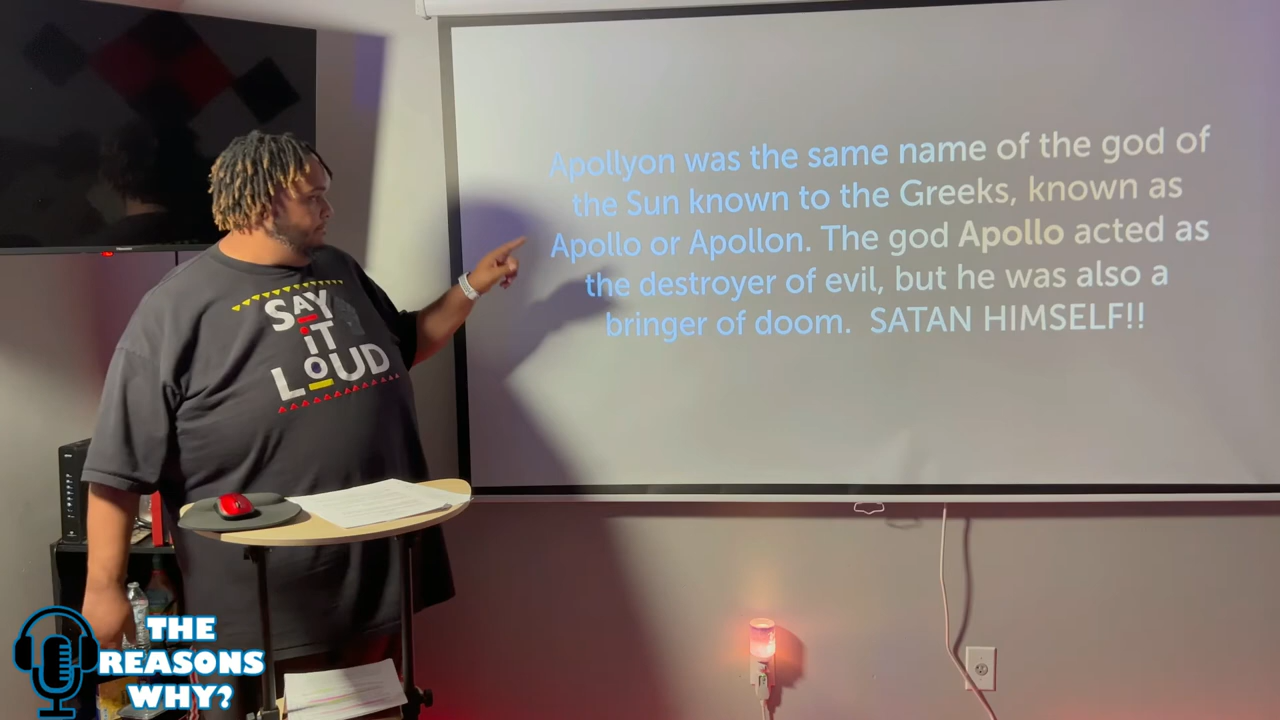 Apollyon was the same name of the god of
the Sun known to the Greeks, known as
Apollo or Apollon. The god Apollo acted as
the destroyer of evil, but he was also a
bringer of doom. SATAN HIMSELF!!
SAY
iT
LOUD
THE
REASONS
WHY?